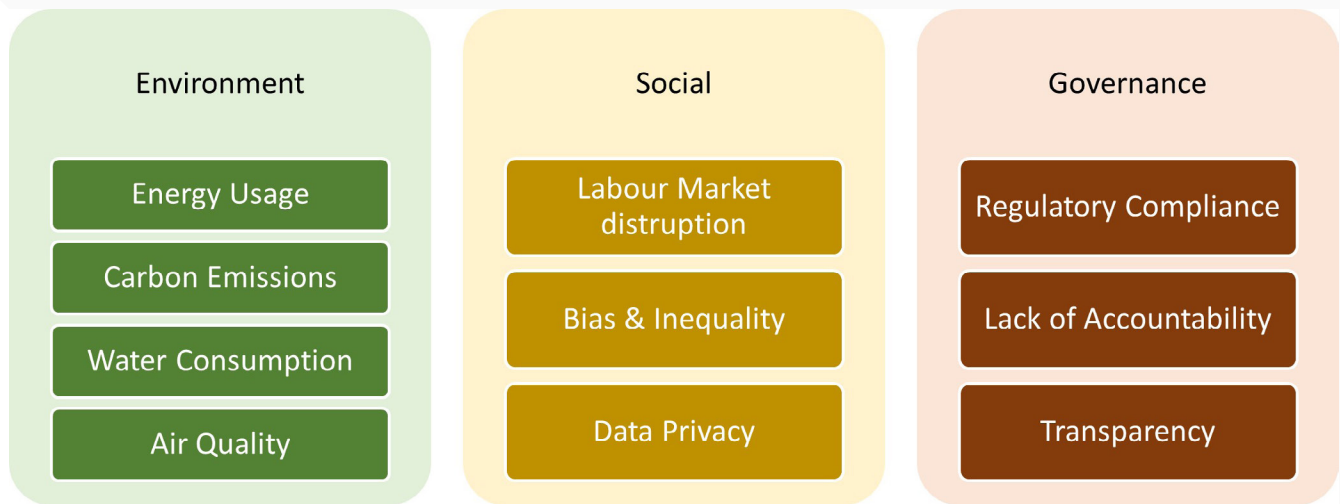 Environment
Energy Usage
Carbon Emissions
Water Consumption
Air Quality
Social
Labour Market
distruption
Bias & Inequality
Data Privacy
Governance
Regulatory Compliance
Lack of Accountability
Transparency